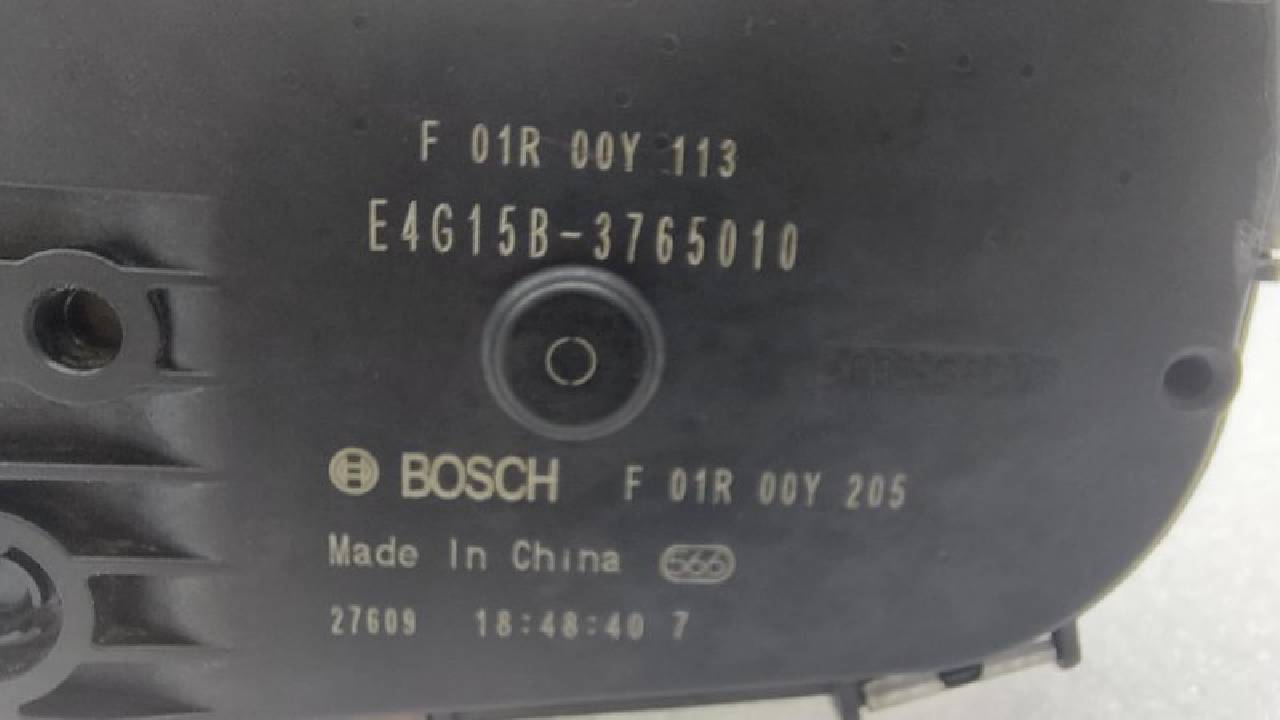 F 01R 00Y 113
E4G15B-3765010
BOSCH F 01R 00Y 205
Made In China 566
27609 18:48:40 7